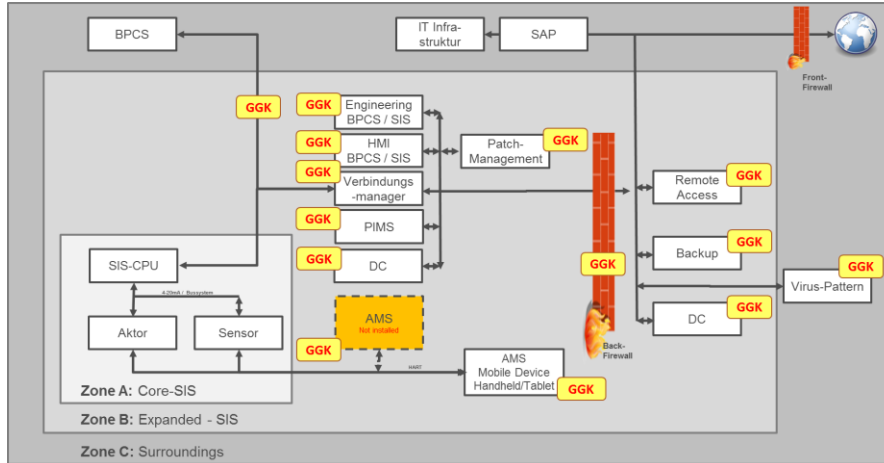 BPCS
IT Infra-
struktur
SAP
Front-
Firewall
GGK
GGK
Engineering
BPCS / SIS
GGK
HMI
BPCS / SIS
Patch-
Management
GGK
GGK
Verbindungs
-manager
Remote
Access
GGK
GGK
PIMS
GGK
DC
Backup
GGK
GGK
Virus-Pattern
GGK
DC
GGK
Back-
Firewall
SIS-CPU
4-20mA / Bussystem
Aktor
Sensor
AMS
Not installed
GGK
HART
AMS
Mobile Device
Handheld/Tablet
GGK
Zone A: Core-SIS
Zone B: Expanded - SIS
Zone C: Surroundings